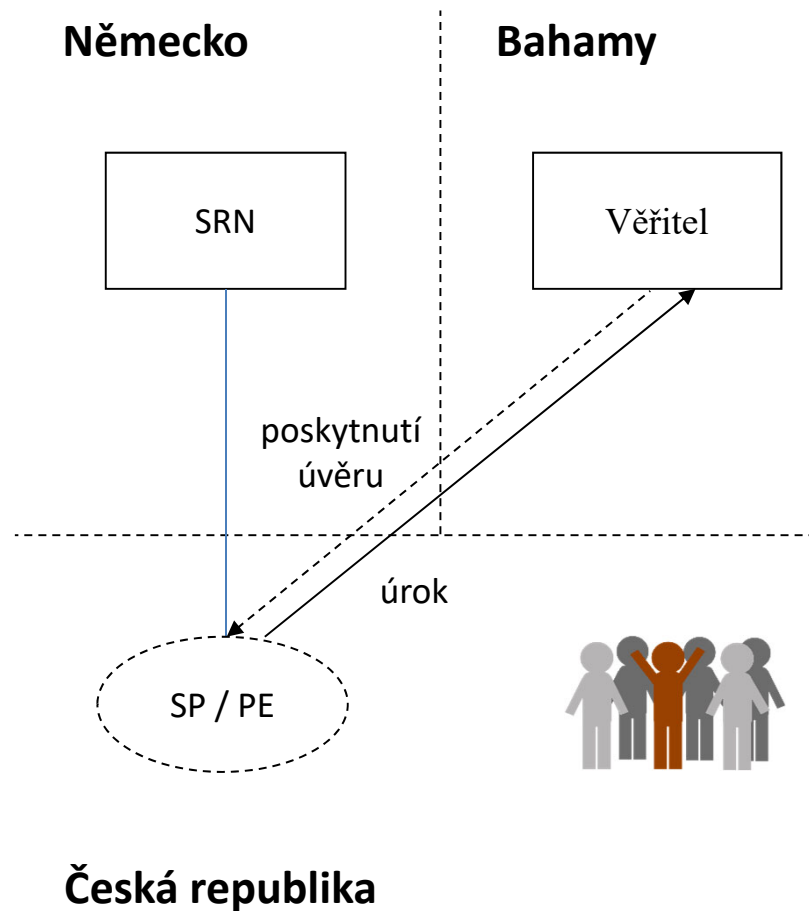 Německo
Bahamy
SRN
Věřitel
poskytnutí
úvěru
úrok
SP / PE
Česká republika